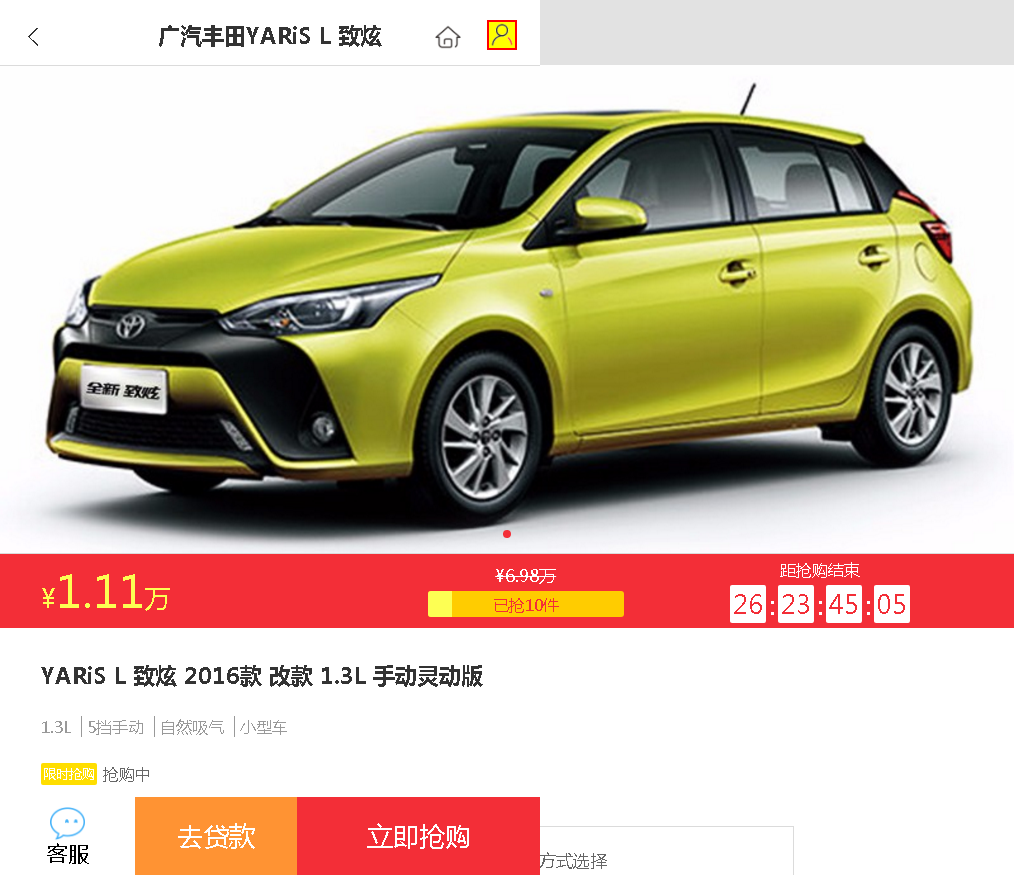 广汽丰田YARiS L 致炫
全新 致炫
¥1.11万
¥6.98万
已抢10件
距抢购结束
26:23:45:05
YARiS L 致炫 2016款 改款 1.3L 手动灵动版
1.3L 5挡手动 自然吸气 小型车
限时抢购 抢购中
客服
去贷款
立即抢购
方式选择